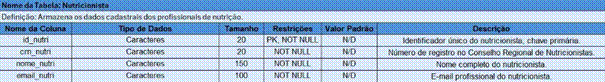 Nome da Tabela: Nutricionista
Definição: Armazena os dados cadastrais dos profissionais de nutrição.
Nome da Coluna Tipo de Dados Tamanho Restrições Valor Padrão Descrição
id_nutri Caracteres 20 PK, NOT NULL N/D Identificador único do nutricionista, chave primária.
crm_nutri Caracteres 20 NOT NULL N/D Número de registro no Conselho Regional de Nutricionistas.
nome_nutri Caracteres 150 NOT NULL N/D Nome completo do nutricionista.
email_nutri Caracteres 100 NOT NULL N/D E-mail profissional do nutricionista.